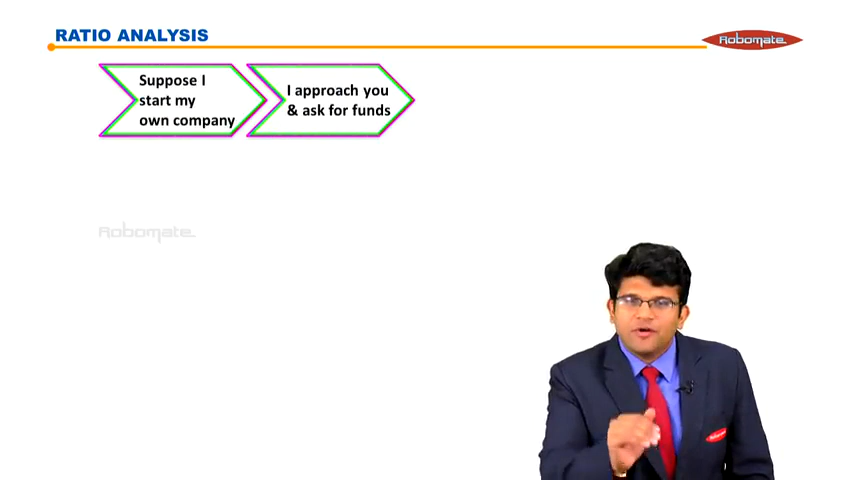 RATIO ANALYSIS
Robomate
Suppose I
start my
own company
I approach you
& ask for funds
Robomate